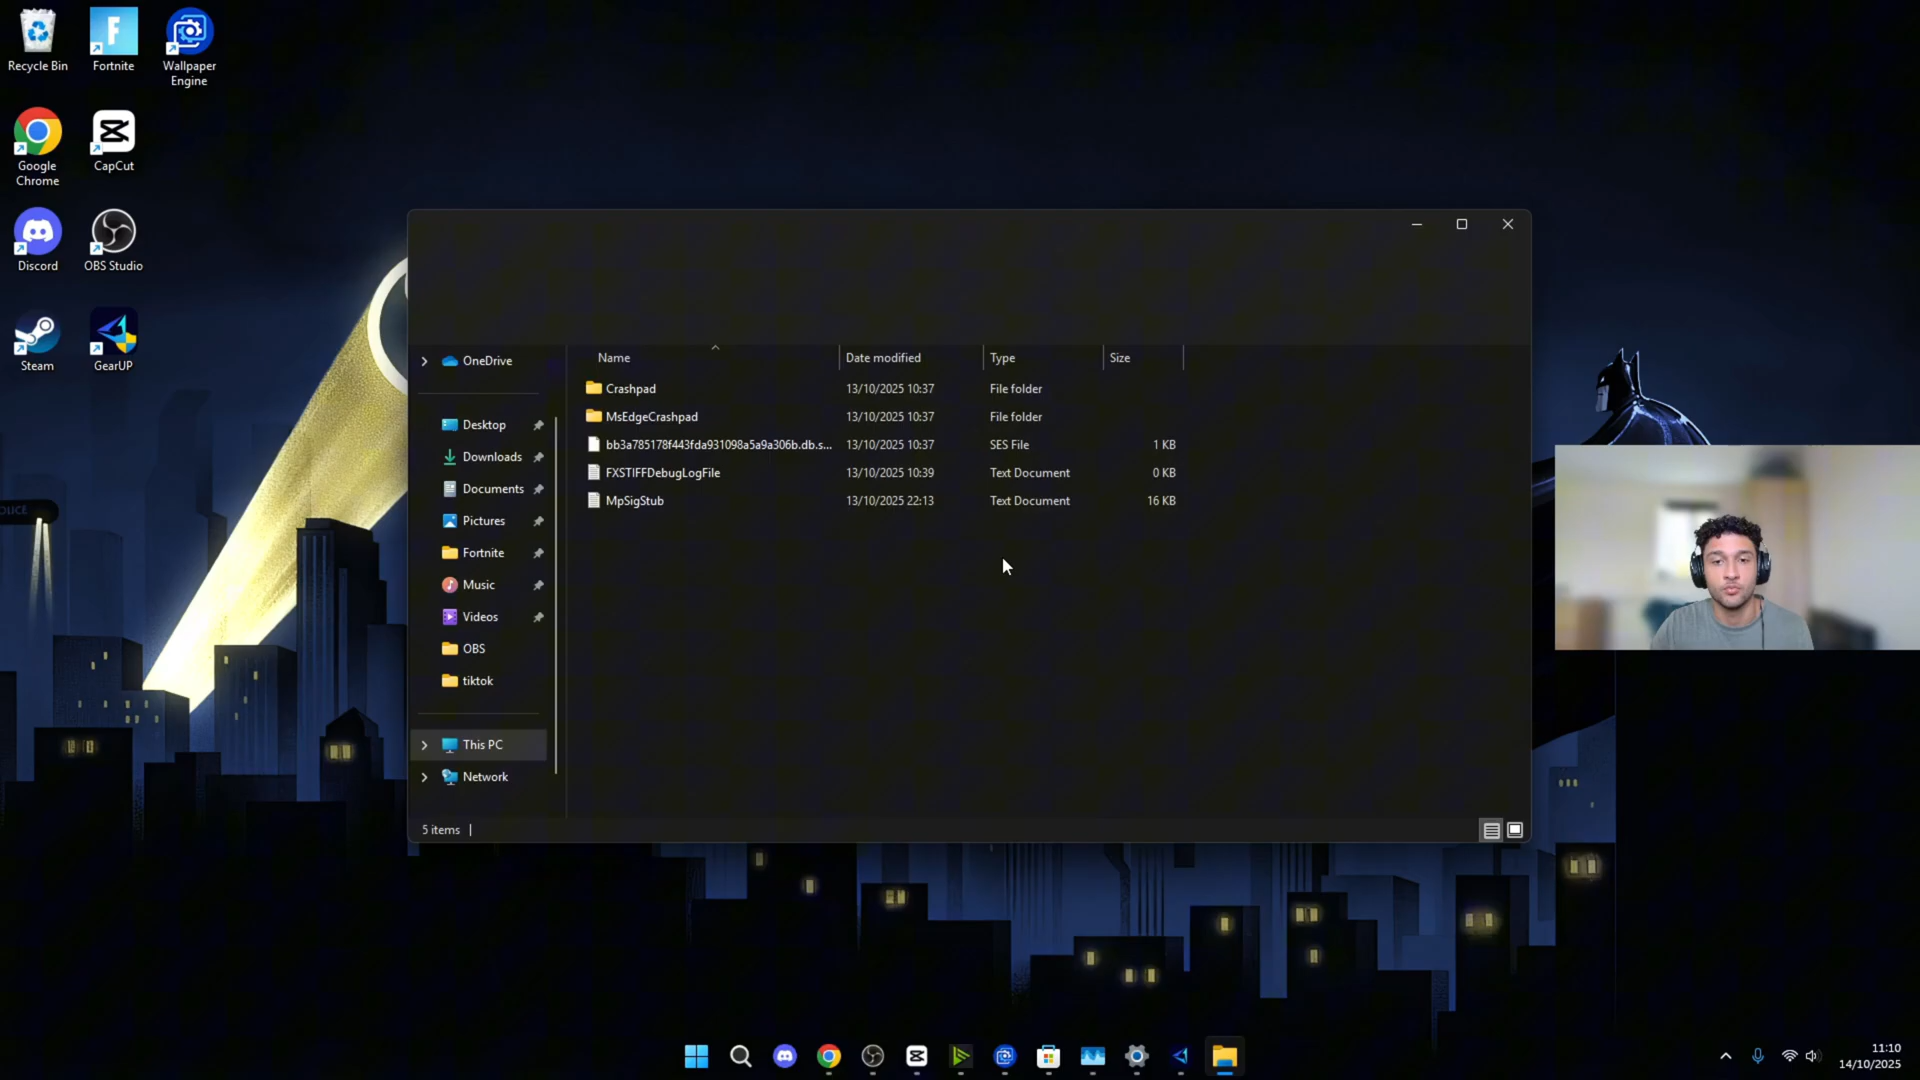 Recycle Bin
Fortnite
Wallpaper
Engine
Google
Chrome
CapCut
Discord
OBS Studio
Steam
GearUP
OneDrive
Desktop
Downloads
Documents
Pictures
Fortnite
Music
Videos
OBS
tiktok
This PC
Network
Name Date modified Type Size
Crashpad 13/10/2025 10:37 File folder
MsEdgeCrashpad 13/10/2025 10:37 File folder
bb3a785178f443fda931098a5a9a306b.db.s... 13/10/2025 10:37 SES File 1 KB
FXSTIFFDebugLogFile 13/10/2025 10:39 Text Document 0 KB
MpSigStub 13/10/2025 22:13 Text Document 16 KB
5 items
POLICE
11:10
14/10/2025